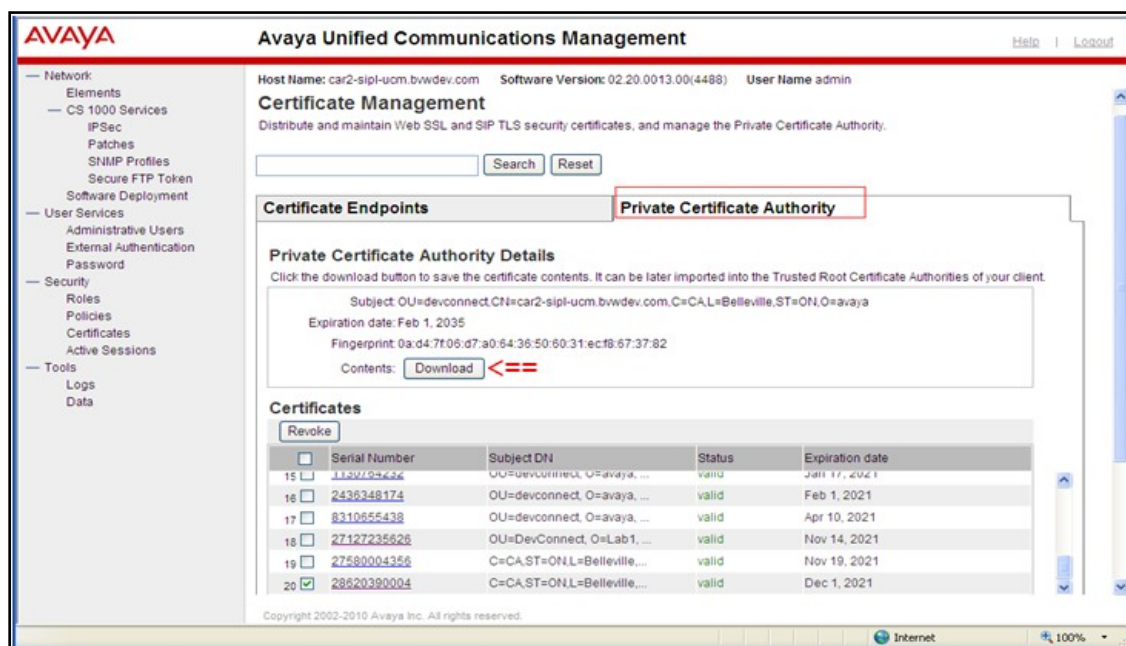 AVAYA
Avaya Unified Communications Management
Help | Logout
— Network
Elements
— CS 1000 Services
IPSec
Patches
SNMP Profiles
Secure FTP Token
Software Deployment
— User Services
Administrative Users
External Authentication
Password
— Security
Roles
Policies
Certificates
Active Sessions
— Tools
Logs
Data
Host Name: car2-sipl-ucm.bvwdev.com Software Version: 02.20.0013.00(4488) User Name admin
Certificate Management
Distribute and maintain Web SSL and SIP TLS security certificates, and manage the Private Certificate Authority.
Search Reset
Certificate Endpoints Private Certificate Authority
Private Certificate Authority Details
Click the download button to save the certificate contents. It can be later imported into the Trusted Root Certificate Authorities of your client.
Subject: OU=devconnect,CN=car2-sipl-ucm.bvwdev.com,C=CA,L=Belleville,ST=ON,O=avaya
Expiration date: Feb 1, 2035
Fingerprint: 0a:d4:7f:06:d7:a0:64:36:50:60:31:ec:f8:67:37:82
Contents: Download <==
Certificates
Revoke
Serial Number Subject DN Status Expiration date
15 1130764232 OU=devconnect, O=avaya, ... valid Jan 17, 2021
16 2436348174 OU=devconnect, O=avaya, ... valid Feb 1, 2021
17 8310655438 OU=devconnect, O=avaya, ... valid Apr 10, 2021
18 27127235626 OU=DevConnect, O=Lab1, ... valid Nov 14, 2021
19 27580004356 C=CA,ST=ON,L=Belleville,... valid Nov 19, 2021
20 28620390004 C=CA,ST=ON,L=Belleville,... valid Dec 1, 2021
Copyright 2002-2010 Avaya Inc. All rights reserved.
Internet 100%